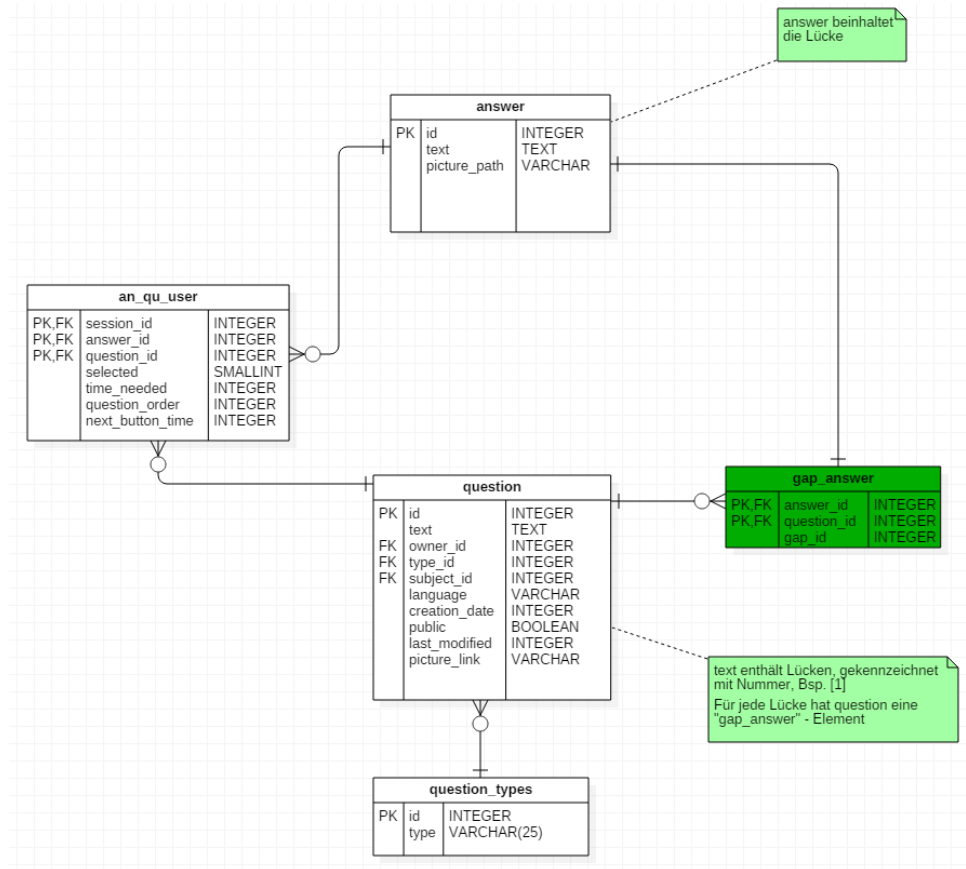 answer beinhaltet
die Lücke
answer
PK id INTEGER
text TEXT
picture_path VARCHAR
an_qu_user
PK,FK session_id INTEGER
PK,FK answer_id INTEGER
PK,FK question_id INTEGER
selected SMALLINT
time_needed INTEGER
question_order INTEGER
next_button_time INTEGER
question
PK id INTEGER
text TEXT
FK owner_id INTEGER
FK type_id INTEGER
FK subject_id INTEGER
language VARCHAR
creation_date INTEGER
public BOOLEAN
last_modified INTEGER
picture_link VARCHAR
gap_answer
PK,FK answer_id INTEGER
PK,FK question_id INTEGER
gap_id INTEGER
text enthält Lücken, gekennzeichnet
mit Nummer, Bsp. [1]
Für jede Lücke hat question eine
"gap_answer" - Element
question_types
PK id INTEGER
type VARCHAR(25)